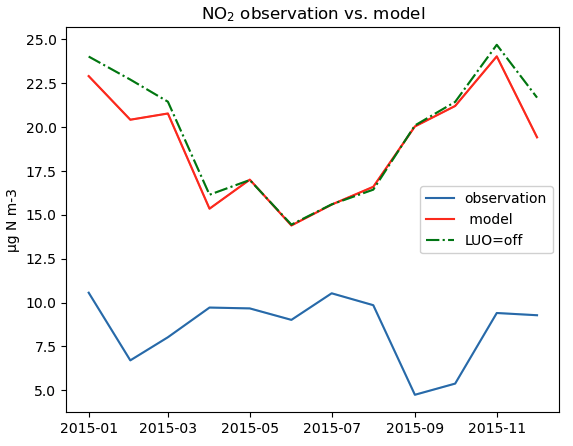 NO₂ observation vs. model
25.0
22.5
20.0
17.5
15.0
12.5
10.0
7.5
5.0
µg N m-3
observation
model
LUO=off
2015-01 2015-03 2015-05 2015-07 2015-09 2015-11